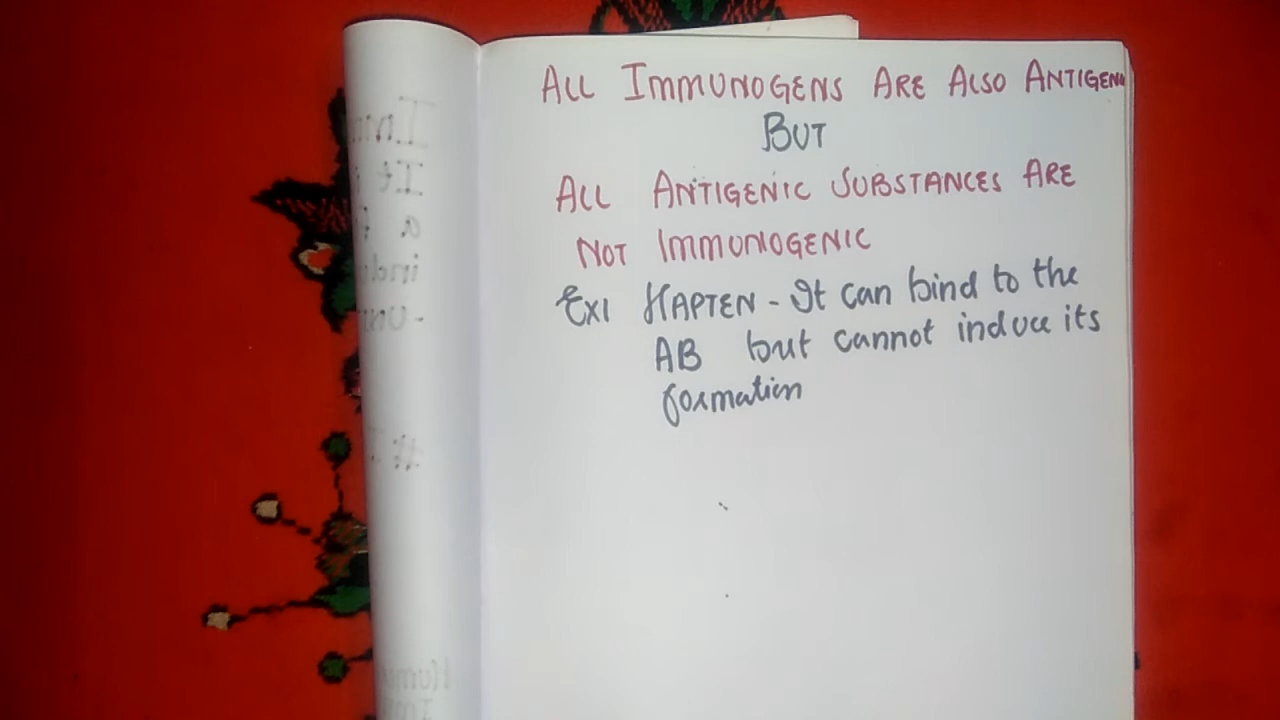 ALL IMMUNOGENS ARE ALSO ANTIGENS
BUT
ALL ANTIGENIC SUBSTANCES ARE
NOT IMMUNOGENIC
EX: HAPTEN - It can bind to the
AB but cannot induce its
formation